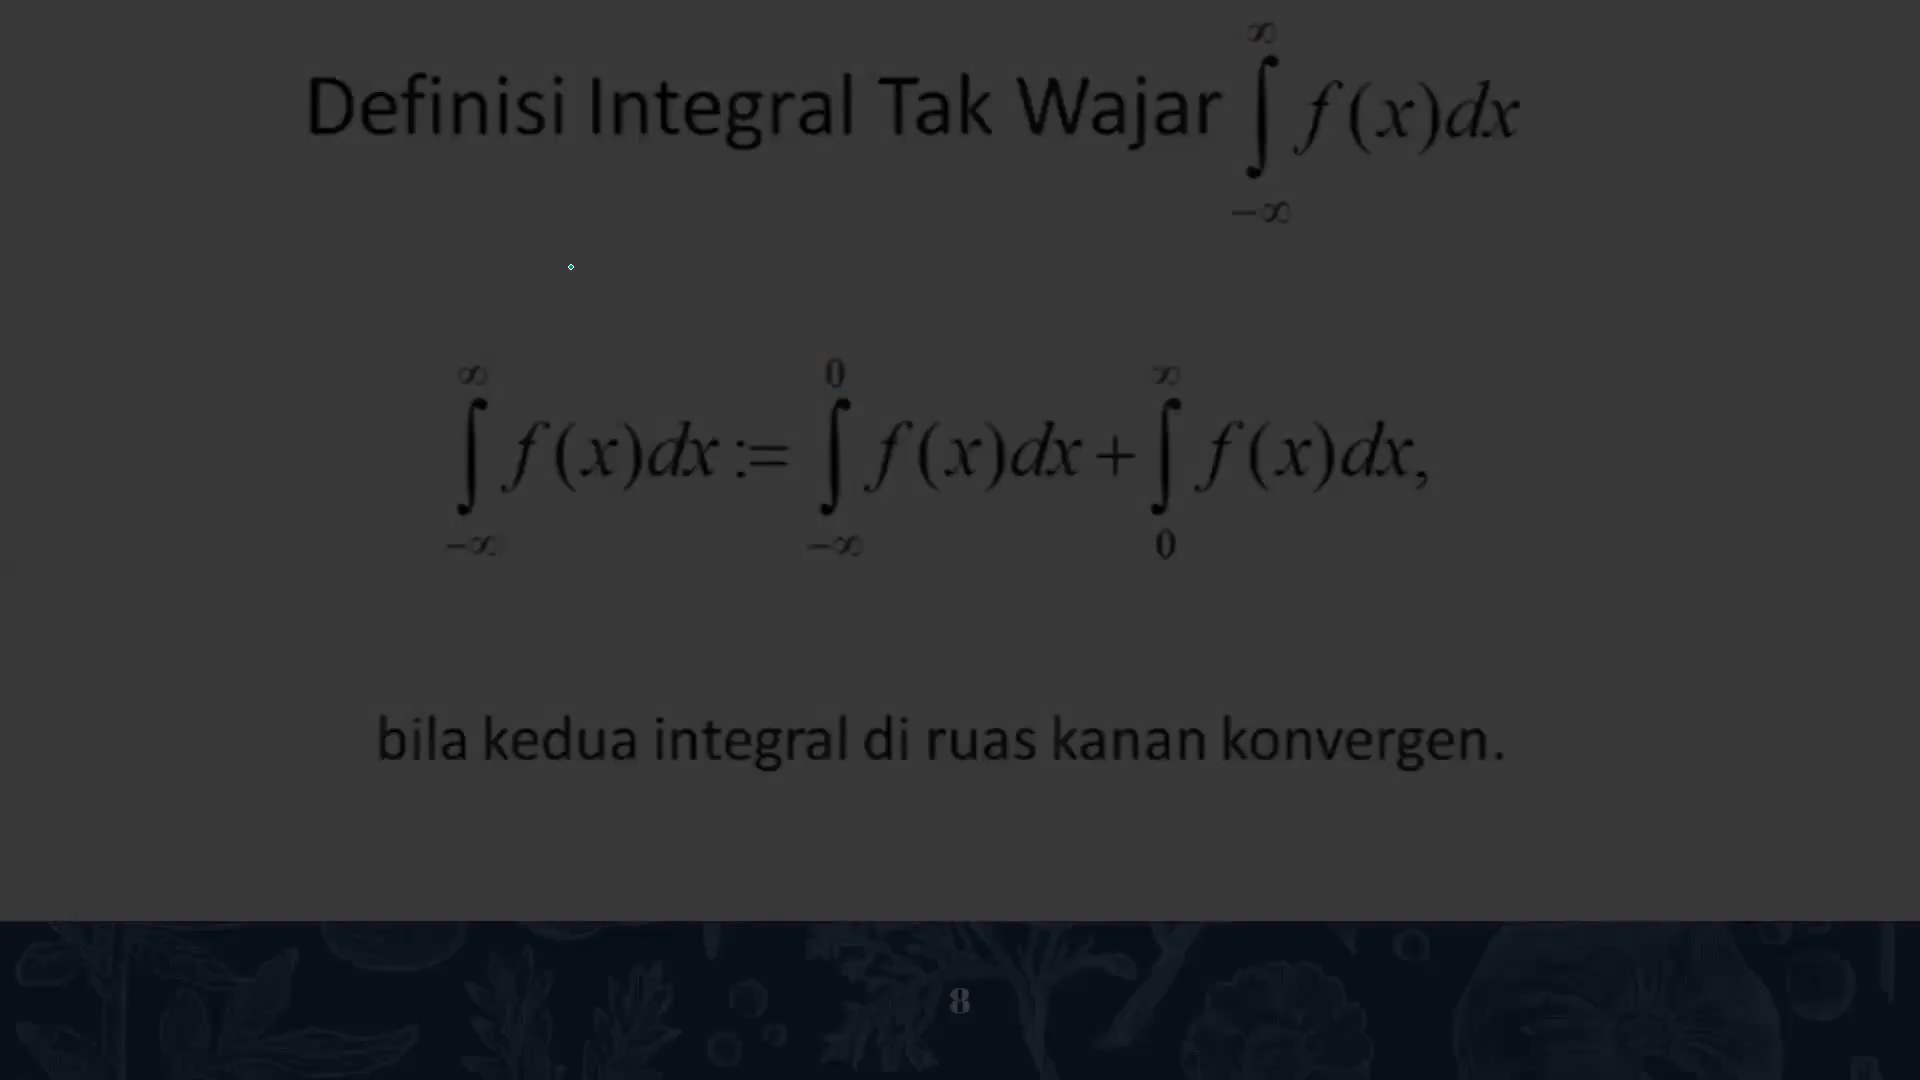 Definisi Integral Tak Wajar ∫_{-∞}^{∞} f(x)dx
∫_{-∞}^{∞} f(x)dx := ∫_{-∞}^{0} f(x)dx + ∫_{0}^{∞} f(x)dx,
bila kedua integral di ruas kanan konvergen.
8